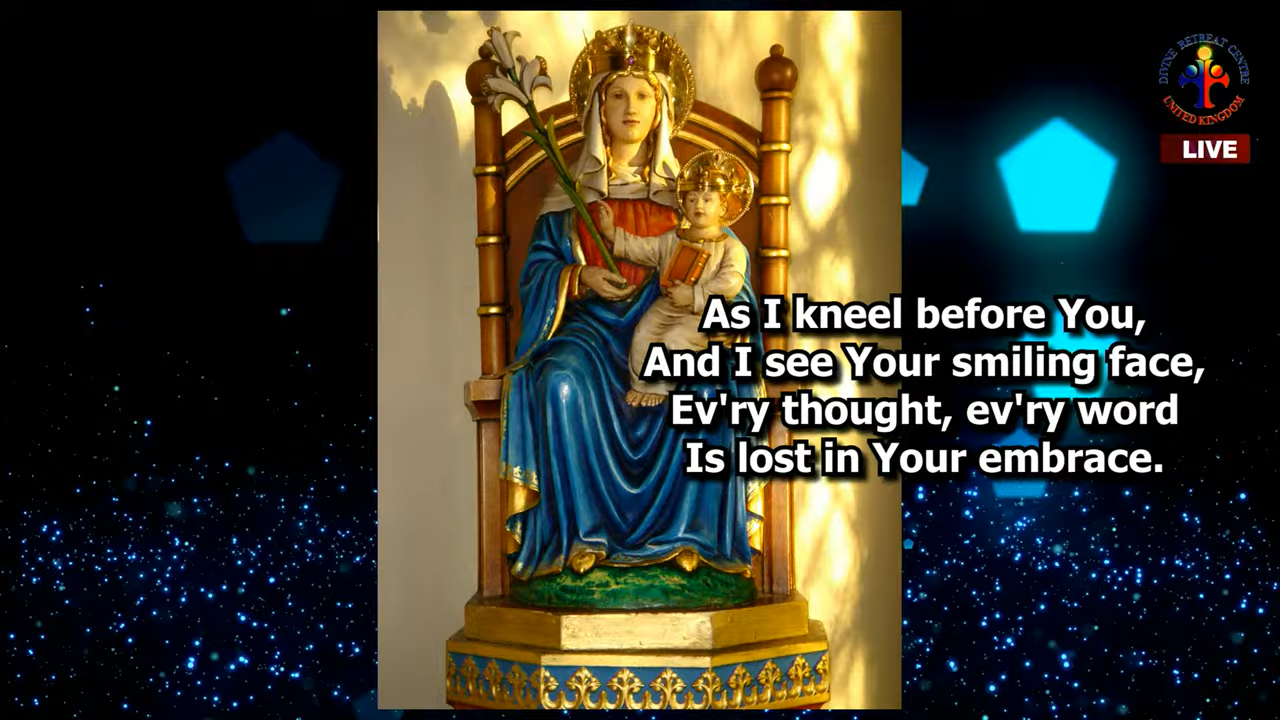 DIVINE RETREAT CENTRE
UNITED KINGDOM
LIVE
As I kneel before You,
And I see Your smiling face,
Ev'ry thought, ev'ry word
Is lost in Your embrace.